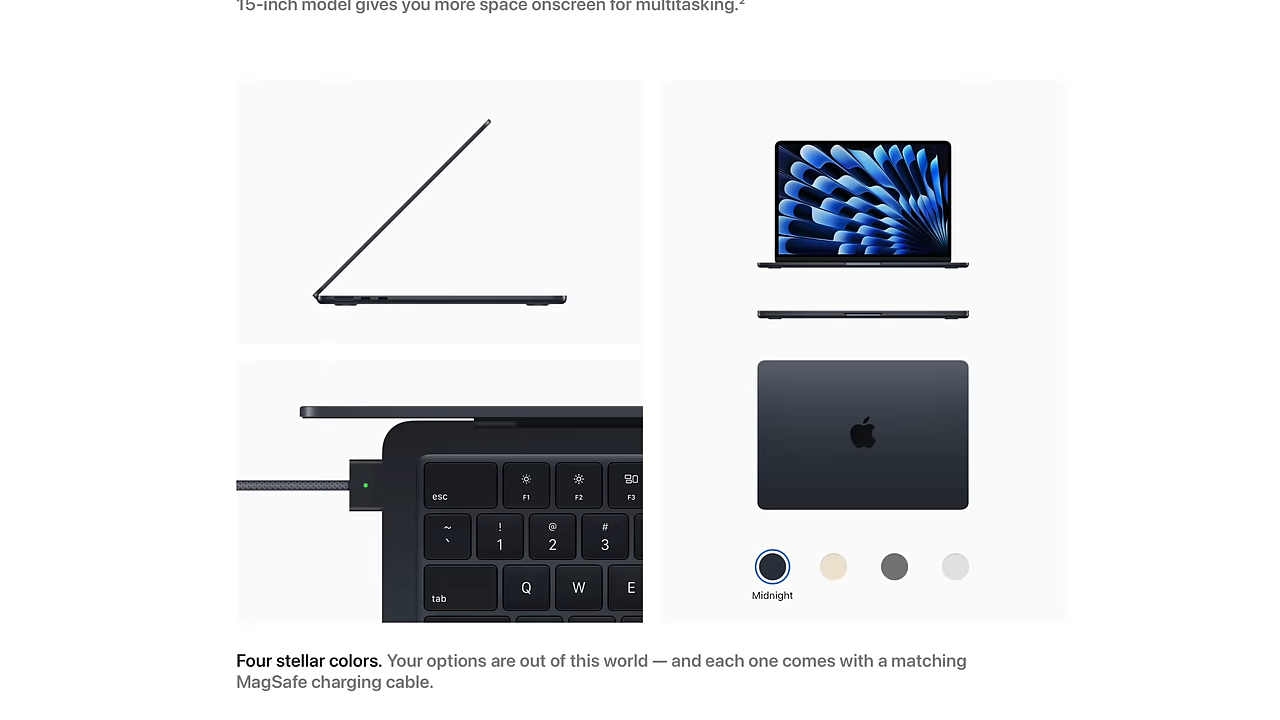 15-inch model gives you more space onscreen for multitasking.²
esc
F1
F2
F3
~
`
!
1
@
2
#
3
tab
Q
W
E
Midnight
Four stellar colors. Your options are out of this world — and each one comes with a matching
MagSafe charging cable.